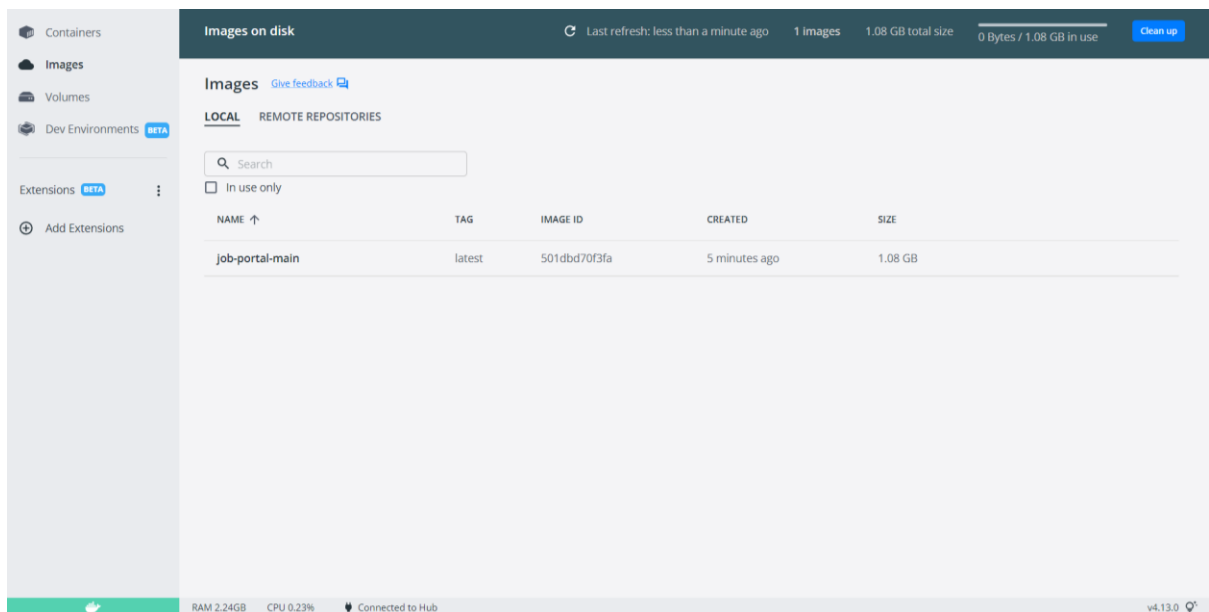 Containers
Images
Volumes
Dev Environments BETA
Extensions BETA
Add Extensions
Images on disk Last refresh: less than a minute ago 1 images 1.08 GB total size 0 Bytes / 1.08 GB in use Clean up
Images Give feedback
LOCAL REMOTE REPOSITORIES
Search
In use only
NAME TAG IMAGE ID CREATED SIZE
job-portal-main latest 501dbd70f3fa 5 minutes ago 1.08 GB
RAM 2.24GB CPU 0.23% Connected to Hub v4.13.0